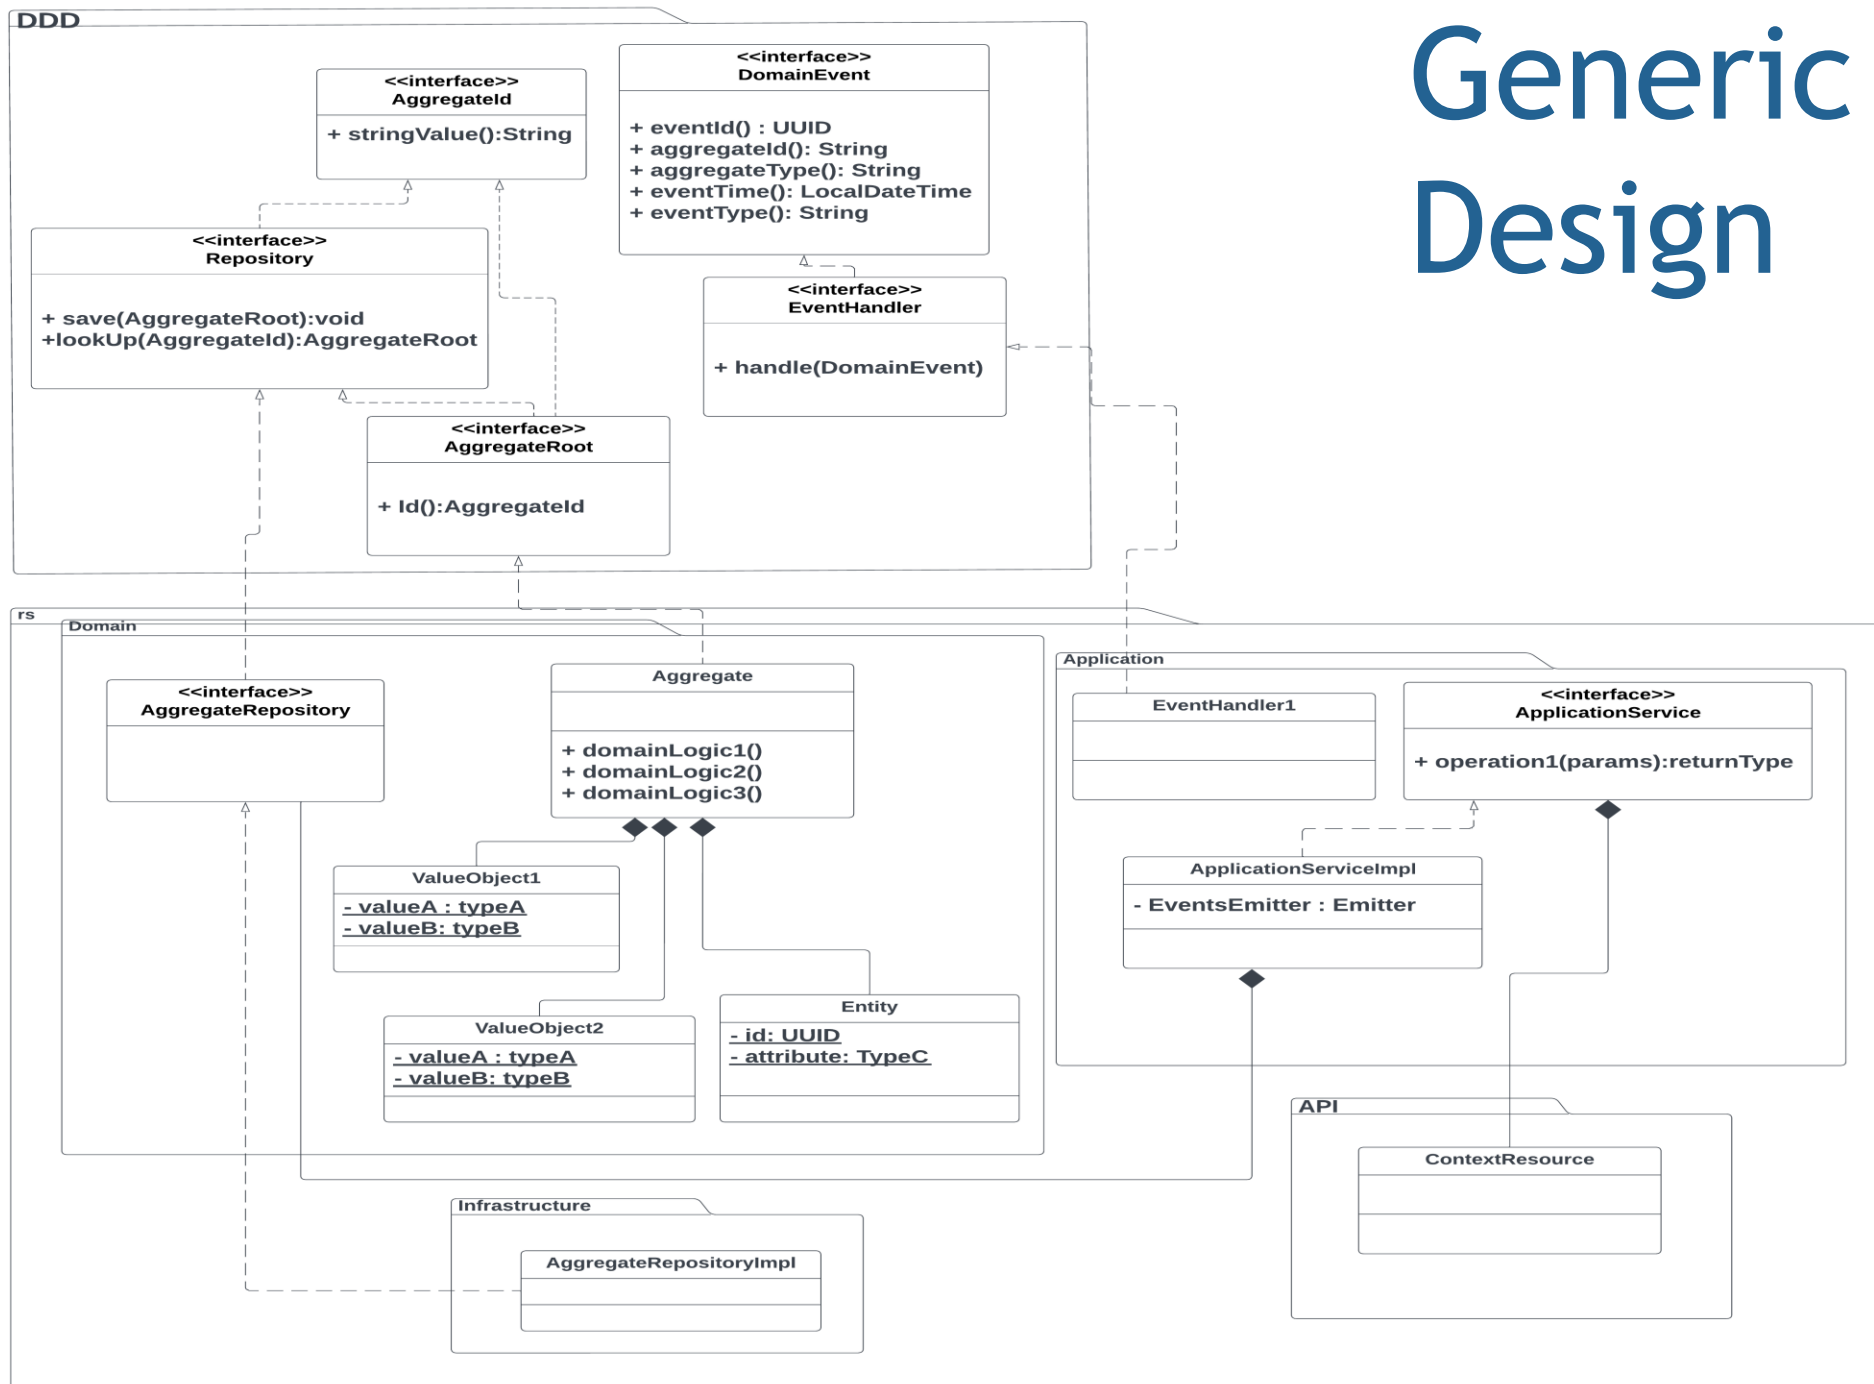 Generic
Design
DDD
<<interface>>
AggregateId
+ stringValue():String
<<interface>>
DomainEvent
+ eventId() : UUID
+ aggregateId(): String
+ aggregateType(): String
+ eventTime(): LocalDateTime
+ eventType(): String
<<interface>>
Repository
+ save(AggregateRoot):void
+lookUp(AggregateId):AggregateRoot
<<interface>>
EventHandler
+ handle(DomainEvent)
<<interface>>
AggregateRoot
+ Id():AggregateId
rs
Domain
<<interface>>
AggregateRepository
Aggregate
+ domainLogic1()
+ domainLogic2()
+ domainLogic3()
ValueObject1
- valueA : typeA
- valueB: typeB
ValueObject2
- valueA : typeA
- valueB: typeB
Entity
- id: UUID
- attribute: TypeC
Application
EventHandler1
<<interface>>
ApplicationService
+ operation1(params):returnType
ApplicationServiceImpl
- EventsEmitter : Emitter
API
ContextResource
Infrastructure
AggregateRepositoryImpl